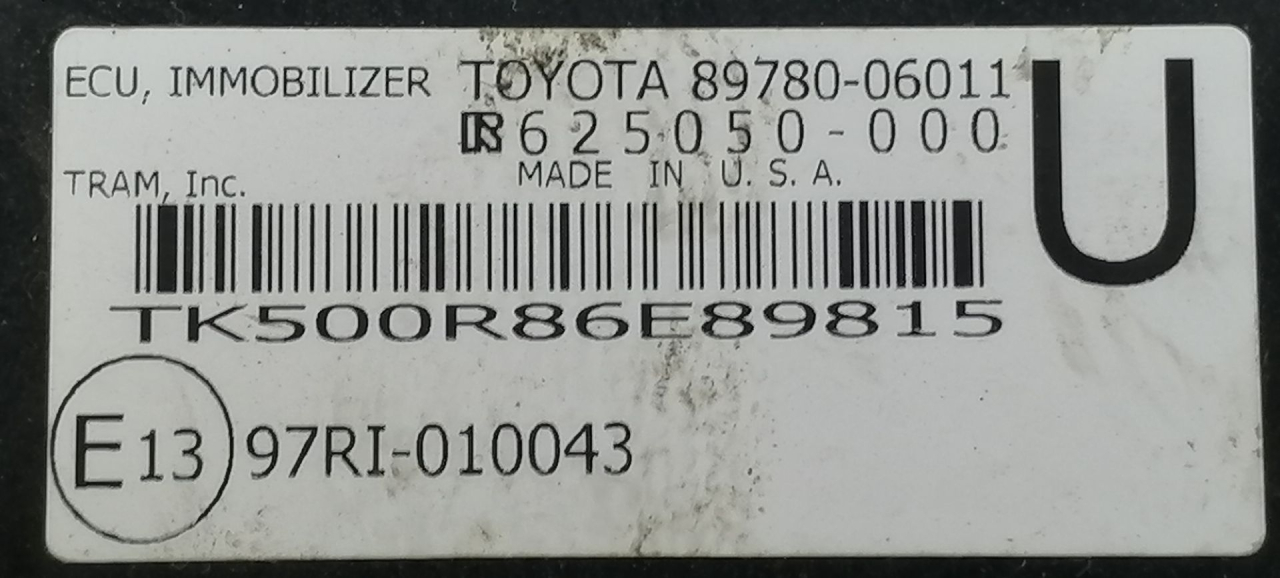 ECU, IMMOBILIZER TOYOTA 89780-06011
625050-000
MADE IN U.S.A.
TRAM, Inc.
TK500R86E89815
E13 97RI-010043
U